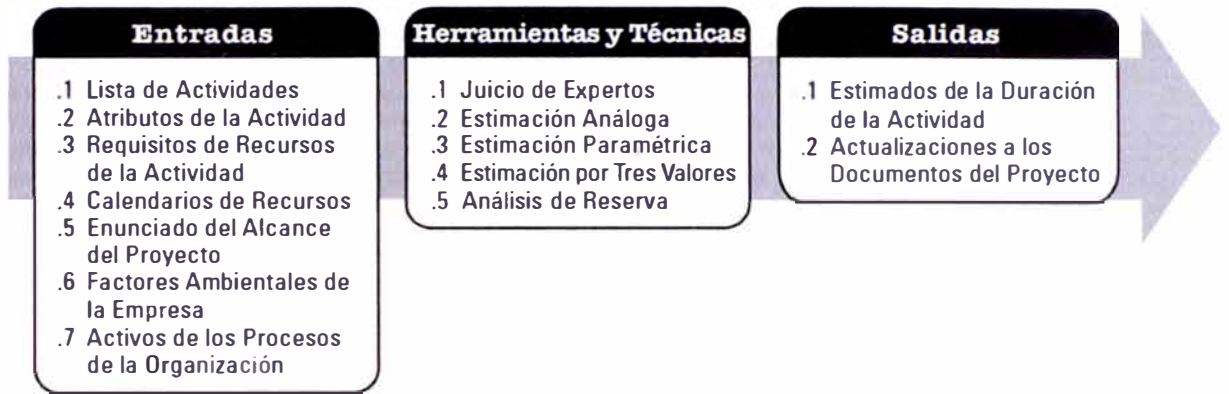 Entradas
.1 Lista de Actividades
.2 Atributos de la Actividad
.3 Requisitos de Recursos
de la Actividad
.4 Calendarios de Recursos
.5 Enunciado del Alcance
del Proyecto
.6 Factores Ambientales de
la Empresa
.7 Activos de los Procesos
de la Organización
Herramientas y Técnicas
.1 Juicio de Expertos
.2 Estimación Análoga
.3 Estimación Paramétrica
.4 Estimación por Tres Valores
.5 Análisis de Reserva
Salidas
.1 Estimados de la Duración
de la Actividad
.2 Actualizaciones a los
Documentos del Proyecto